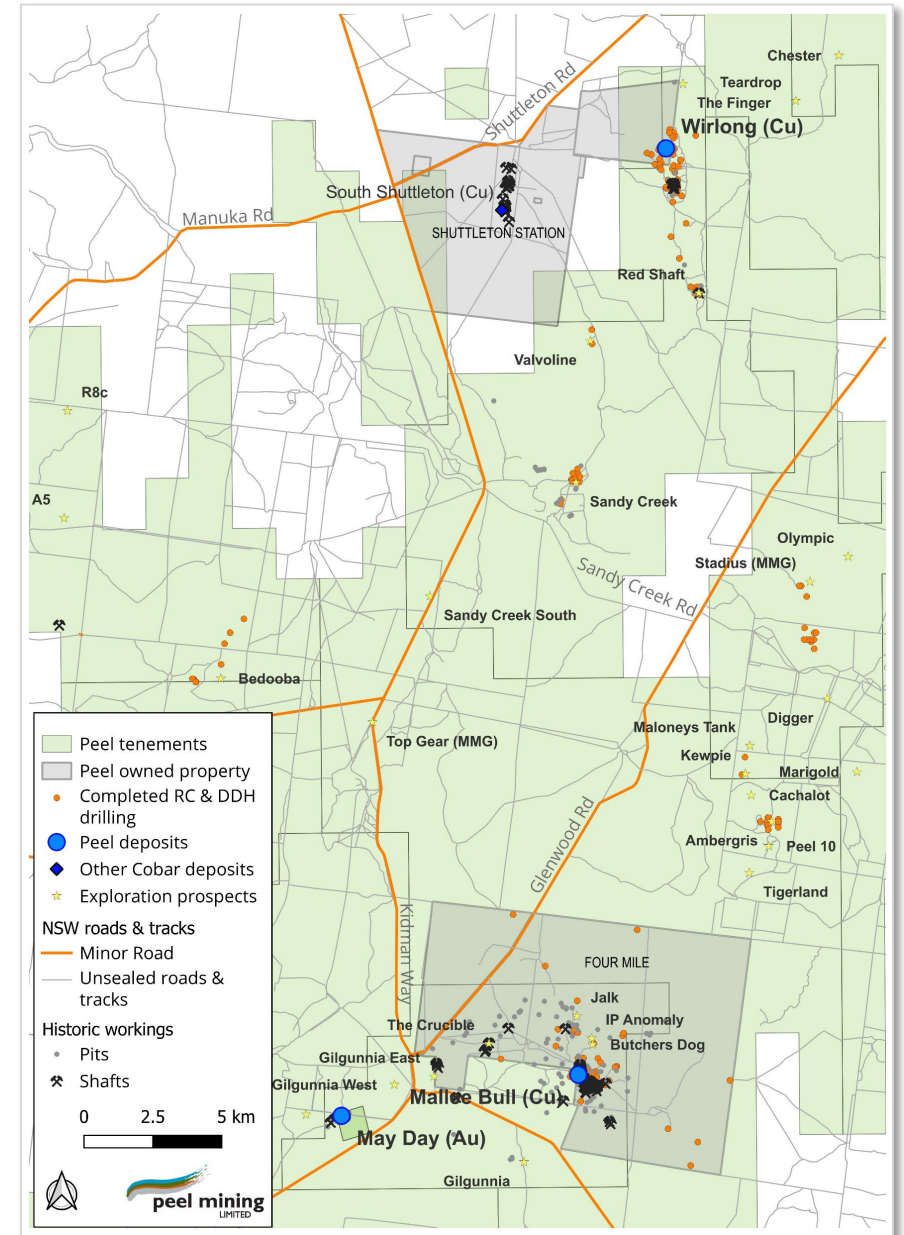 Chester
Teardrop
The Finger
Wirlong (Cu)
Shuttleton Rd
South Shuttleton (Cu)
Manuka Rd
SHUTTLETON STATION
Red Shaft
Valvoline
R8c
A5
Sandy Creek
Olympic
Stadius (MMG)
Sandy Creek Rd
Sandy Creek South
Bedooba
Digger
Maloneys Tank
Top Gear (MMG)
Kewpie
Marigold
Cachalot
Ambergris
Peel 10
Tigerland
Glenwood Rd
Kidman Way
FOUR MILE
Jalk
IP Anomaly
The Crucible
Butchers Dog
Gilgunnia East
Gilgunnia West
Mallee Bull (Cu)
May Day (Au)
Gilgunnia
Peel tenements
Peel owned property
Completed RC & DDH
drilling
Peel deposits
Other Cobar deposits
Exploration prospects
NSW roads & tracks
Minor Road
Unsealed roads &
tracks
Historic workings
Pits
Shafts
0 2.5 5 km
peel mining
LIMITED